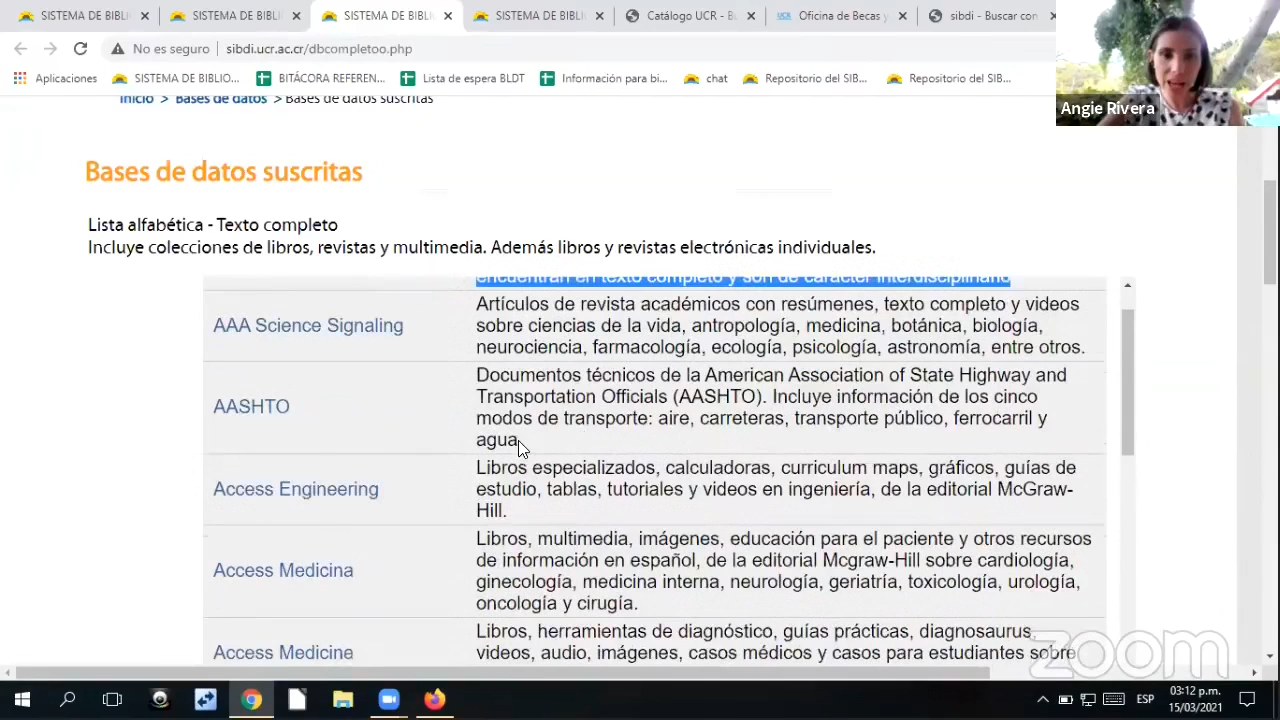 SISTEMA DE BIBLI
SISTEMA DE BIBLI
SISTEMA DE BIBLI
SISTEMA DE BIBLI
Catálogo UCR - Bu
Oficina de Becas y
sibdi - Buscar con
No es seguro
sibdi.ucr.ac.cr/dbcompletoo.php
Aplicaciones
SISTEMA DE BIBLIO...
BITÁCORA REFEREN...
Lista de espera BLDT
Información para bi...
chat
Repositorio del SIB...
Repositorio del SIB...
Angie Rivera
Inicio > Bases de datos > Bases de datos suscritas
Bases de datos suscritas
Lista alfabética - Texto completo
Incluye colecciones de libros, revistas y multimedia. Además libros y revistas electrónicas individuales.
encuentran en texto completo y son de carácter interdisciplinario
AAA Science Signaling
Artículos de revista académicos con resúmenes, texto completo y videos
sobre ciencias de la vida, antropología, medicina, botánica, biología,
neurociencia, farmacología, ecología, psicología, astronomía, entre otros.
AASHTO
Documentos técnicos de la American Association of State Highway and
Transportation Officials (AASHTO). Incluye información de los cinco
modos de transporte: aire, carreteras, transporte público, ferrocarril y
agua.
Access Engineering
Libros especializados, calculadoras, curriculum maps, gráficos, guías de
estudio, tablas, tutoriales y videos en ingeniería, de la editorial McGraw-
Hill.
Access Medicina
Libros, multimedia, imágenes, educación para el paciente y otros recursos
de información en español, de la editorial Mcgraw-Hill sobre cardiología,
ginecología, medicina interna, neurología, geriatría, toxicología, urología,
oncología y cirugía.
Access Medicine
Libros, herramientas de diagnóstico, guías prácticas, diagnosaurus,
videos, audio, imágenes, casos médicos y casos para estudiantes sobre
zoom
ESP
03:12 p.m.
15/03/2021